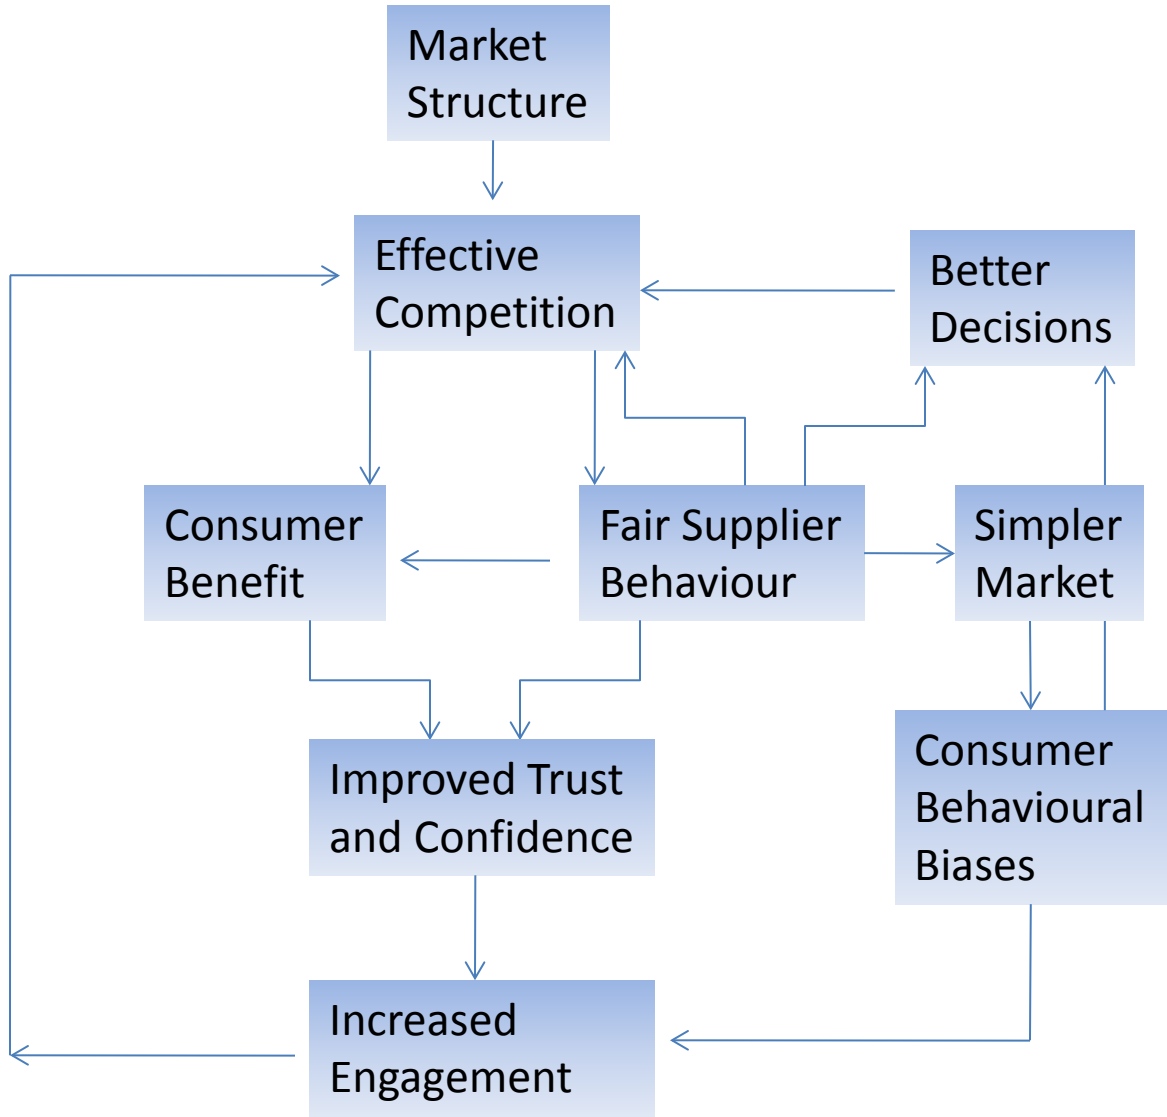 Market
Structure
Effective
Competition
Better
Decisions
Consumer
Benefit
Fair Supplier
Behaviour
Simpler
Market
Improved Trust
and Confidence
Consumer
Behavioural
Biases
Increased
Engagement